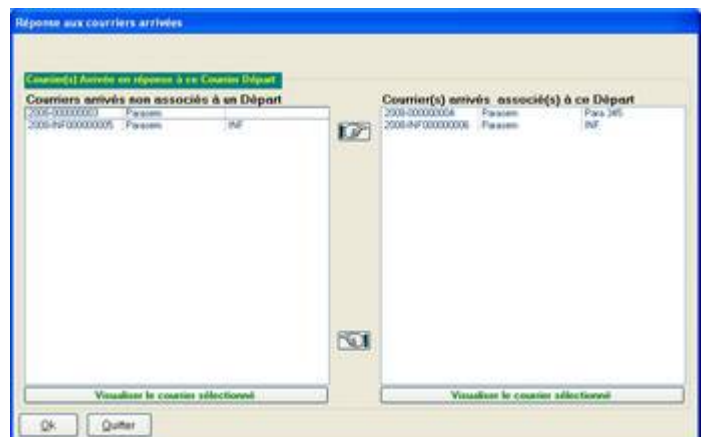 Réponse aux courriers arrivées
Courrier(s) Arrivée en réponse à ce Courrier Départ
Courriers arrivés non associés à un Départ
Courrier(s) arrivés associé(s) à ce Départ
2008-000000003 Parasem
2008-INF000000005 Parasem INF
2008-000000004 Parasem Para 345
2008-INF000000006 Parasem INF
Visualiser le courrier sélectionné
Visualiser le courrier sélectionné
Ok
Quitter